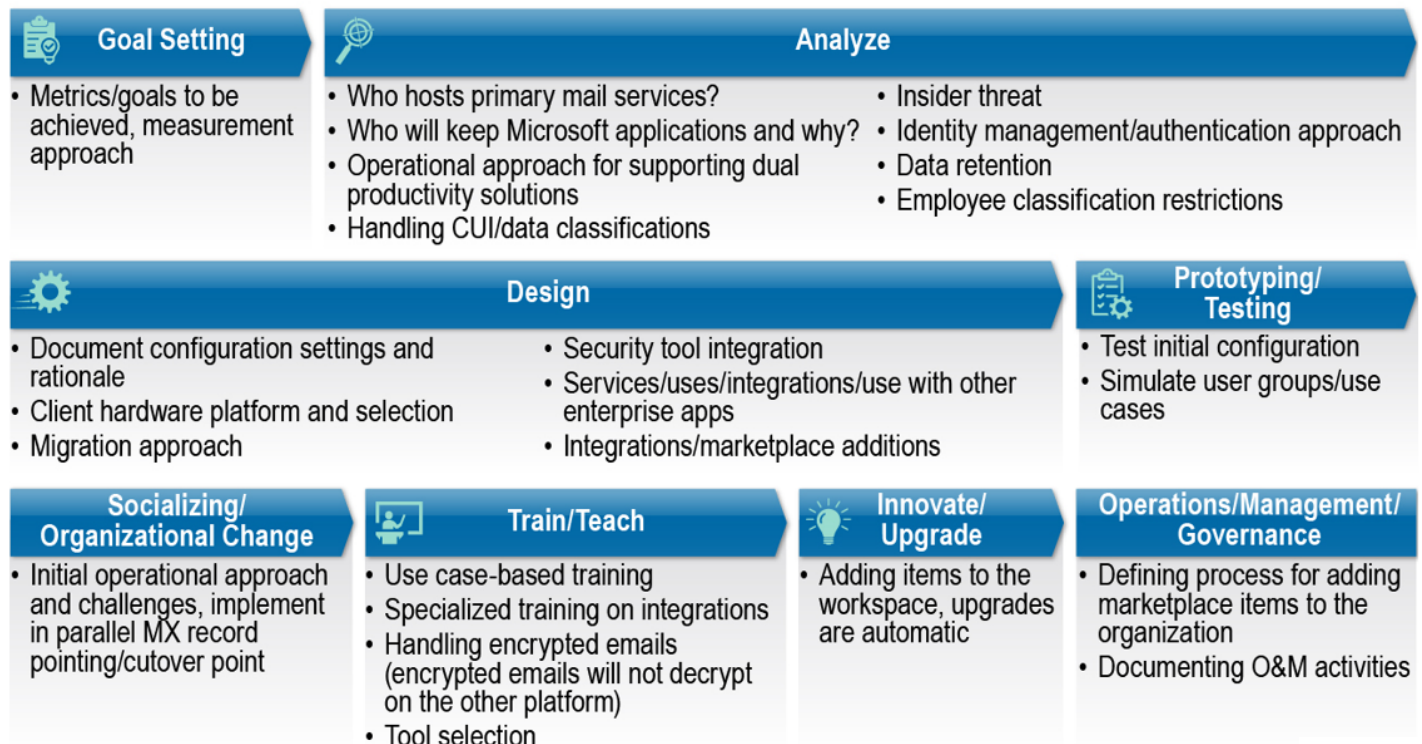 Goal Setting
• Metrics/goals to be
achieved, measurement
approach
Analyze
• Who hosts primary mail services?
• Who will keep Microsoft applications and why?
• Operational approach for supporting dual
productivity solutions
• Handling CUI/data classifications
• Insider threat
• Identity management/authentication approach
• Data retention
• Employee classification restrictions
Design
• Document configuration settings and
rationale
• Client hardware platform and selection
• Migration approach
• Security tool integration
• Services/uses/integrations/use with other
enterprise apps
• Integrations/marketplace additions
Prototyping/
Testing
• Test initial configuration
• Simulate user groups/use
cases
Socializing/
Organizational Change
• Initial operational approach
and challenges, implement
in parallel MX record
pointing/cutover point
Train/Teach
• Use case-based training
• Specialized training on integrations
• Handling encrypted emails
(encrypted emails will not decrypt
on the other platform)
• Tool selection
Innovate/
Upgrade
• Adding items to the
workspace, upgrades
are automatic
Operations/Management/
Governance
• Defining process for adding
marketplace items to the
organization
• Documenting O&M activities